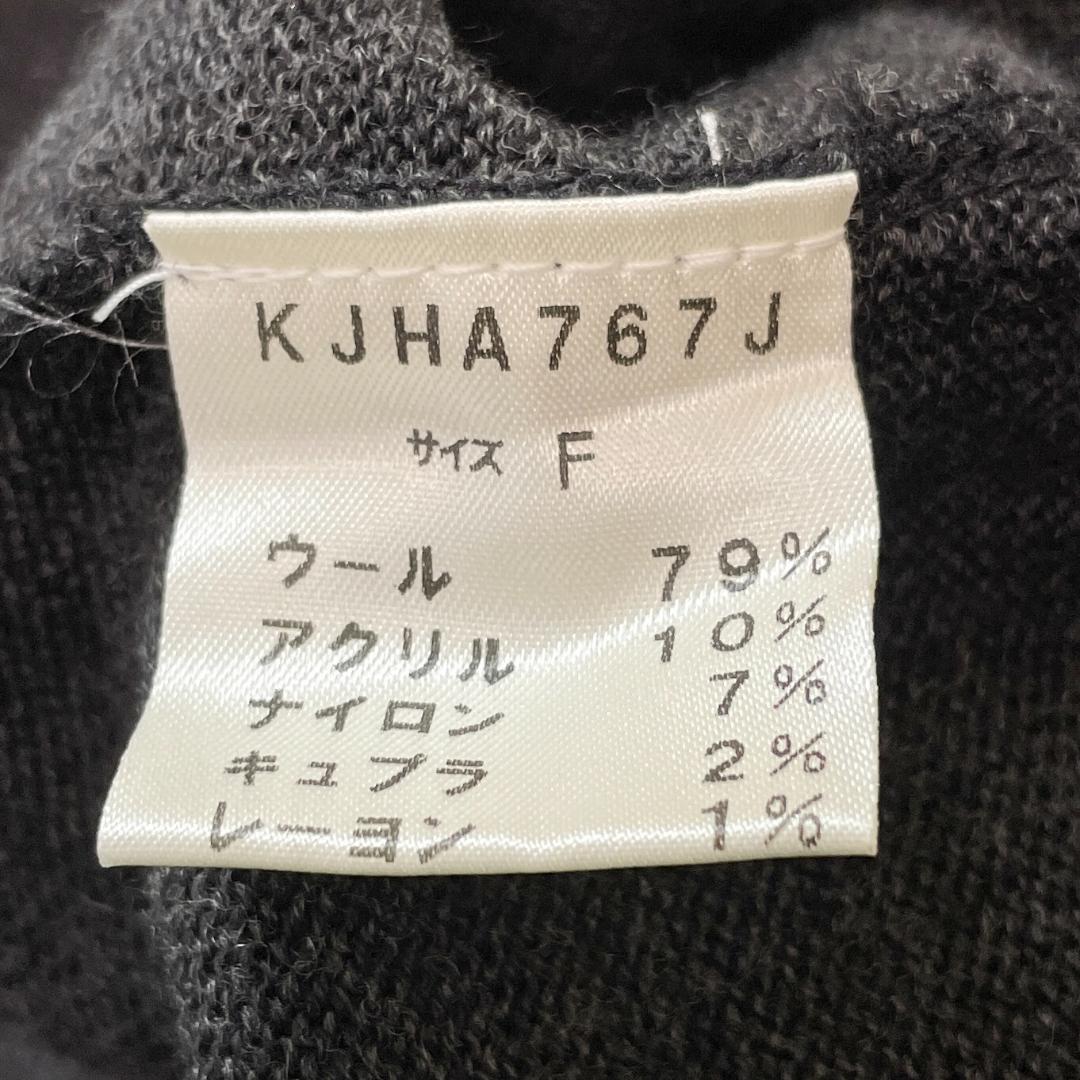 KJHA767J
サイズ F
ウール 79%
アクリル 10%
ナイロン 7%
キュプラ 2%
レーヨン 1%